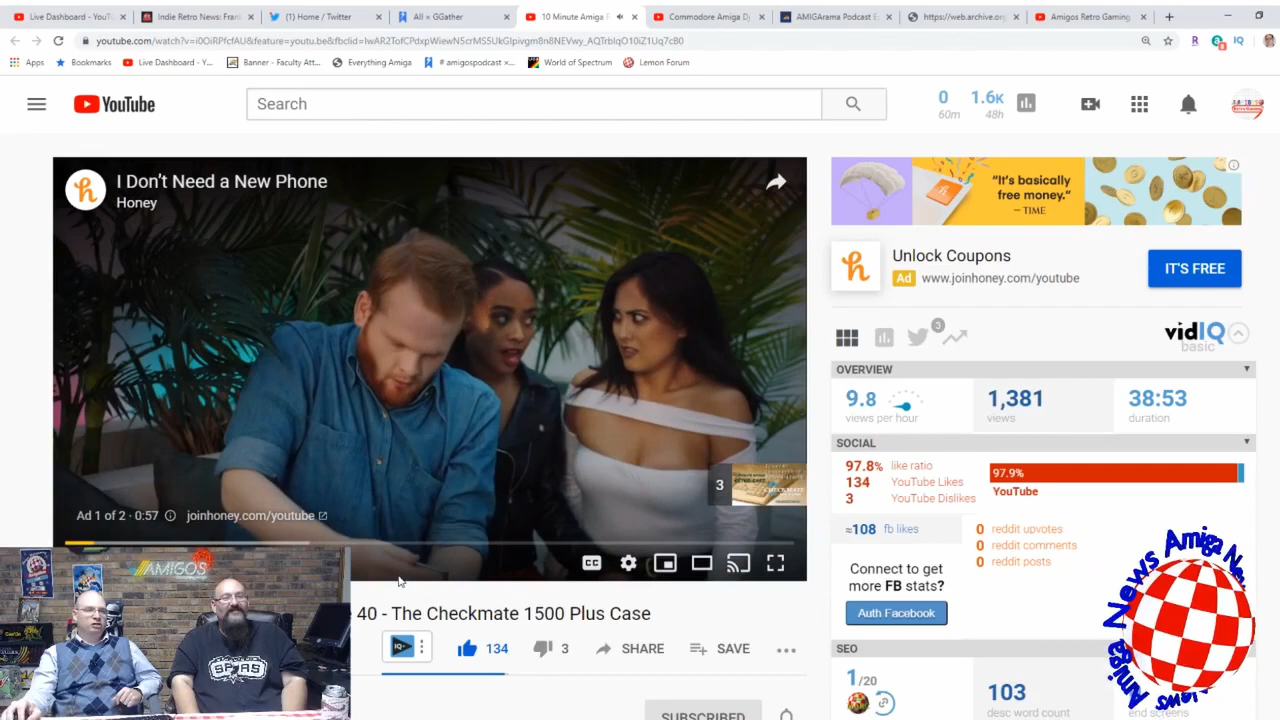 Live Dashboard - YouTu
Indie Retro News: Frank
(1) Home / Twitter
All × GGather
10 Minute Amiga R
Commodore Amiga D
AMIGArama Podcast E
https://web.archive.org
Amigos Retro Gaming
youtube.com/watch?v=i0OiRPfcfAU&feature=youtu.be&fbclid=IwAR2TofCPdxpWiewN5crMS5UkGIpivgm8n8NEVwy_AQTrbIqO10iZ1Uq7cB0
Apps
Bookmarks
Live Dashboard - Y...
Banner - Faculty Att...
Everything Amiga
# amigospodcast ×...
World of Spectrum
Lemon Forum
YouTube
Search
0
60m
1.6K
48h
I Don't Need a New Phone
Honey
Ad 1 of 2 · 0:57
joinhoney.com/youtube
3
CC
"It's basically
free money."
— TIME
Unlock Coupons
Ad www.joinhoney.com/youtube
IT'S FREE
3
vidIQ
basic
OVERVIEW
9.8
views per hour
1,381
views
38:53
duration
SOCIAL
97.8% like ratio
134 YouTube Likes
3 YouTube Dislikes
97.9%
YouTube
≈108 fb likes
0 reddit upvotes
0 reddit comments
0 reddit posts
Connect to get
more FB stats?
Auth Facebook
SEO
1/20
103
desc word count
end screens
40 - The Checkmate 1500 Plus Case
IQ+
134
3
SHARE
SAVE
SUBSCRIBED
AMIGOS
SPURS
Amiga News